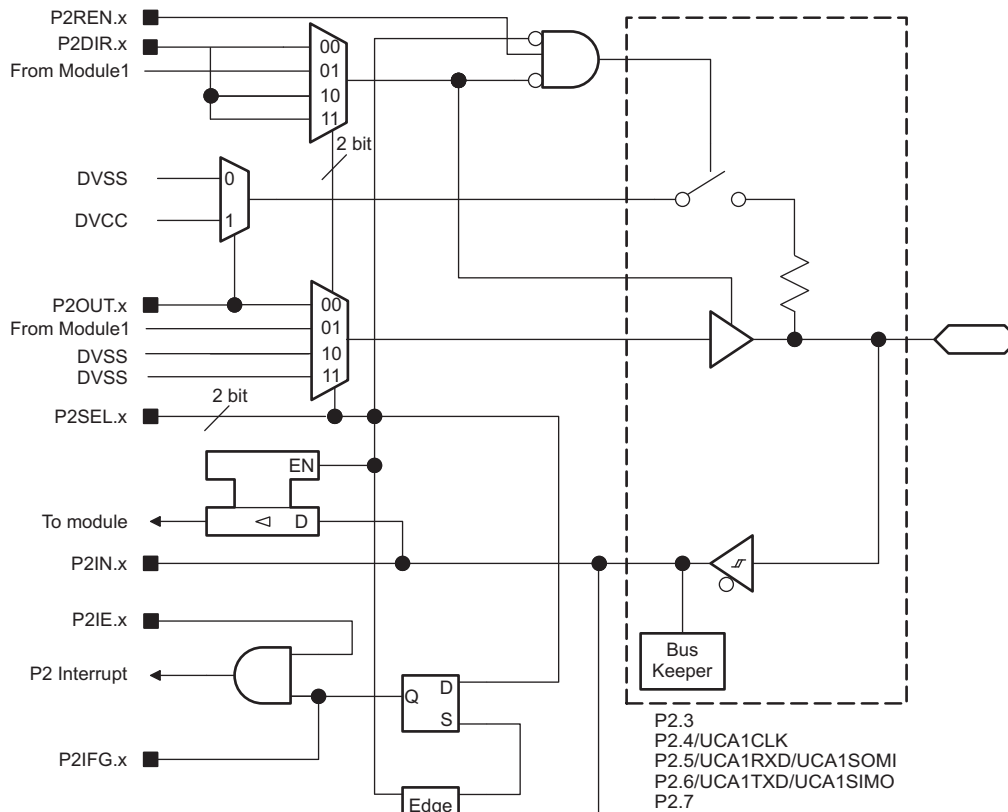 P2REN.x
P2DIR.x
From Module1
00
01
10
11
2 bit
DVSS
DVCC
0
1
P2OUT.x
From Module1
DVSS
DVSS
00
01
10
11
2 bit
P2SEL.x
EN
D
To module
P2IN.x
P2IE.x
P2 Interrupt
P2IFG.x
Q
D
S
Edge
Bus
Keeper
P2.3
P2.4/UCA1CLK
P2.5/UCA1RXD/UCA1SOMI
P2.6/UCA1TXD/UCA1SIMO
P2.7